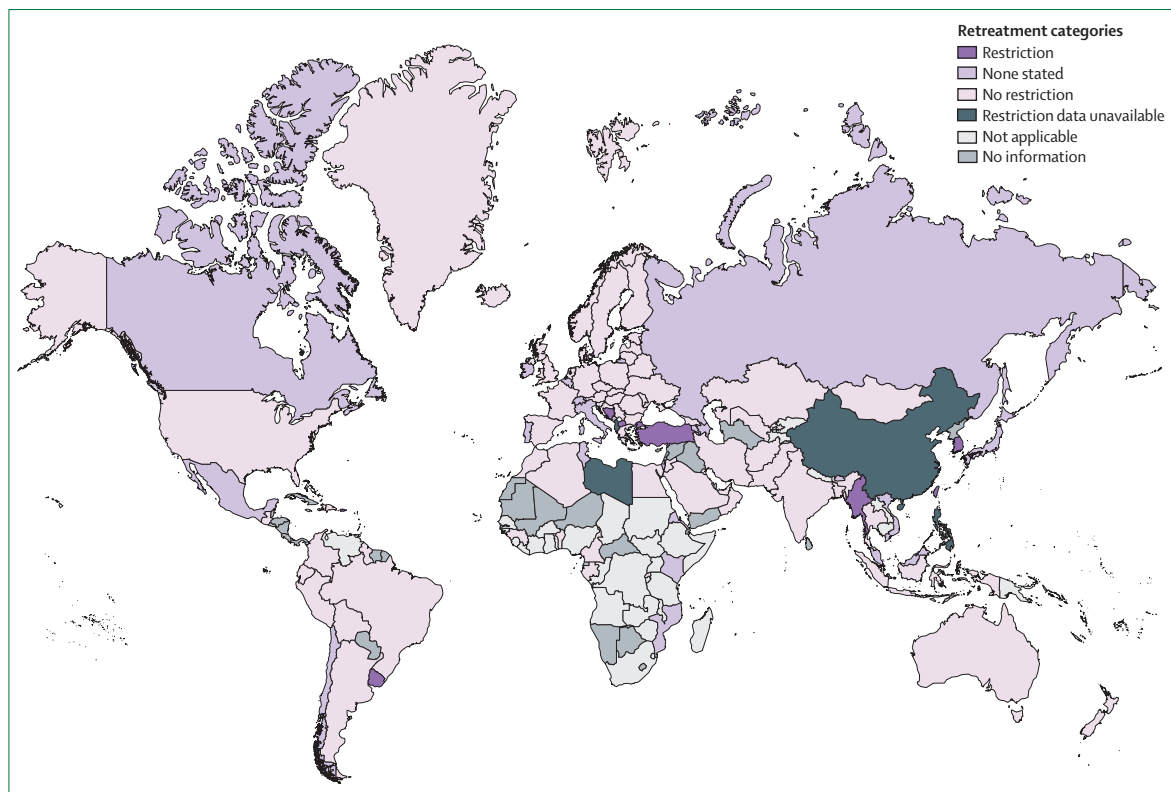 Retreatment categories
Restriction
None stated
No restriction
Restriction data unavailable
Not applicable
No information